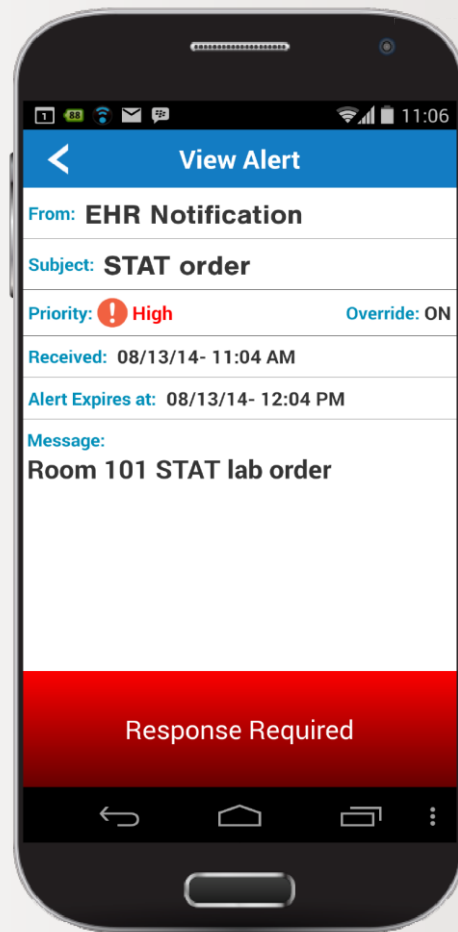 1 88 11:06
View Alert
From: EHR Notification
Subject: STAT order
Priority: ! High Override: ON
Received: 08/13/14- 11:04 AM
Alert Expires at: 08/13/14- 12:04 PM
Message:
Room 101 STAT lab order
Response Required